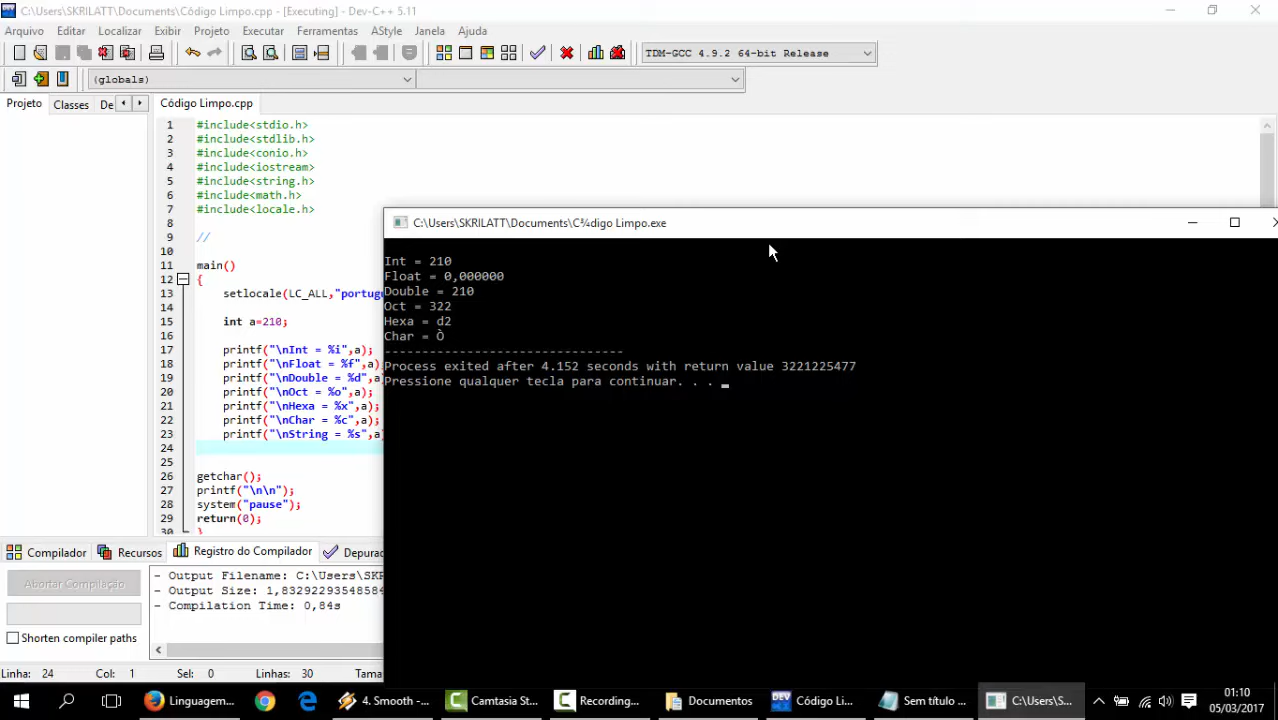 C:\Users\SKRILATT\Documents\Código Limpo.cpp - [Executing] - Dev-C++ 5.11
Arquivo Editar Localizar Exibir Projeto Executar Ferramentas AStyle Janela Ajuda
TDM-GCC 4.9.2 64-bit Release
(globals)
Projeto Classes De Código Limpo.cpp
1 #include<stdio.h>
2 #include<stdlib.h>
3 #include<conio.h>
4 #include<iostream>
5 #include<string.h>
6 #include<math.h>
7 #include<locale.h>
8
9 //
10
11 main()
12 {
13 setlocale(LC_ALL,"portugu
14
15 int a=210;
16
17 printf("\nInt = %i",a);
18 printf("\nFloat = %f",a)
19 printf("\nDouble = %d",a)
20 printf("\nOct = %o",a);
21 printf("\nHexa = %x",a);
22 printf("\nChar = %c",a);
23 printf("\nString = %s",a)
24
25
26 getchar();
27 printf("\n\n");
28 system("pause");
29 return(0);
30 }
C:\Users\SKRILATT\Documents\C¾digo Limpo.exe
Int = 210
Float = 0,000000
Double = 210
Oct = 322
Hexa = d2
Char = Ò
--------------------------------
Process exited after 4.152 seconds with return value 3221225477
Pressione qualquer tecla para continuar. . .
Compilador Recursos Registro do Compilador Depurad
Abortar Compilação
Shorten compiler paths
- Output Filename: C:\Users\SKR
- Output Size: 1,83292293548584
- Compilation Time: 0,84s
Linha: 24 Col: 1 Sel: 0 Linhas: 30 Tama
Linguagem... 4. Smooth -... Camtasia St... Recording... Documentos Código Li... Sem título ... C:\Users\S...
01:10
05/03/2017